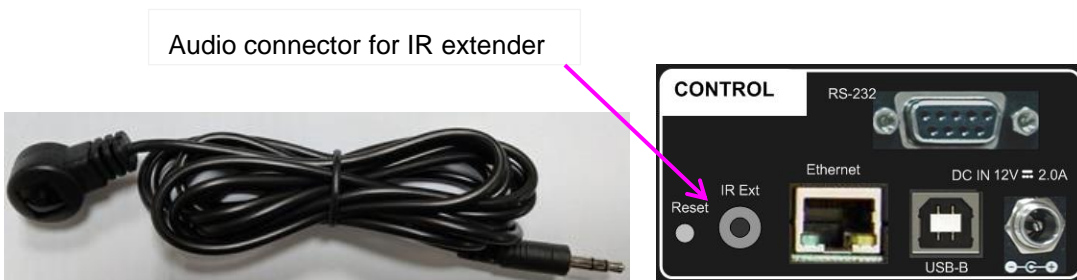 Audio connector for IR extender
CONTROL
RS-232
Ethernet
DC IN 12V ⎓ 2.0A
IR Ext
Reset
USB-B